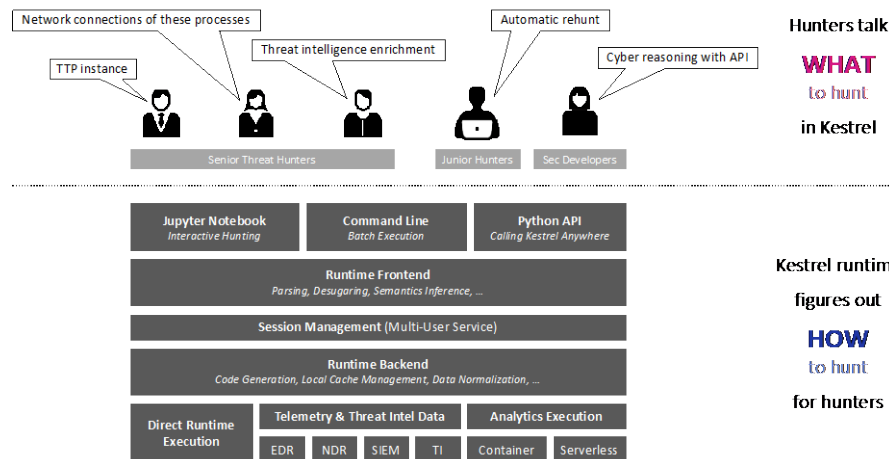 Network connections of these processes
Automatic rehunt
Threat intelligence enrichment
Cyber reasoning with API
TTP instance
Senior Threat Hunters
Junior Hunters
Sec Developers
Hunters talk
WHAT
to hunt
in Kestrel
Jupyter Notebook
Interactive Hunting
Command Line
Batch Execution
Python API
Calling Kestrel Anywhere
Runtime Frontend
Parsing, Desugaring, Semantics Inference, ...
Session Management (Multi-User Service)
Runtime Backend
Code Generation, Local Cache Management, Data Normalization, ...
Direct Runtime
Execution
Telemetry & Threat Intel Data
EDR
NDR
SIEM
TI
Analytics Execution
Container
Serverless
Kestrel runtim
figures out
HOW
to hunt
for hunters